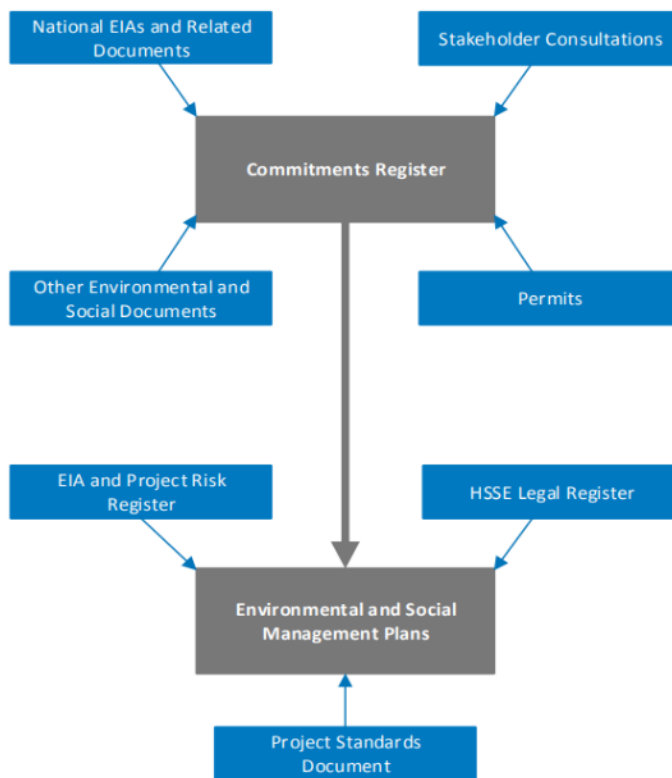 National EIAs and Related
Documents
Stakeholder Consultations
Commitments Register
Other Environmental and
Social Documents
Permits
EIA and Project Risk
Register
HSSE Legal Register
Environmental and Social
Management Plans
Project Standards
Document